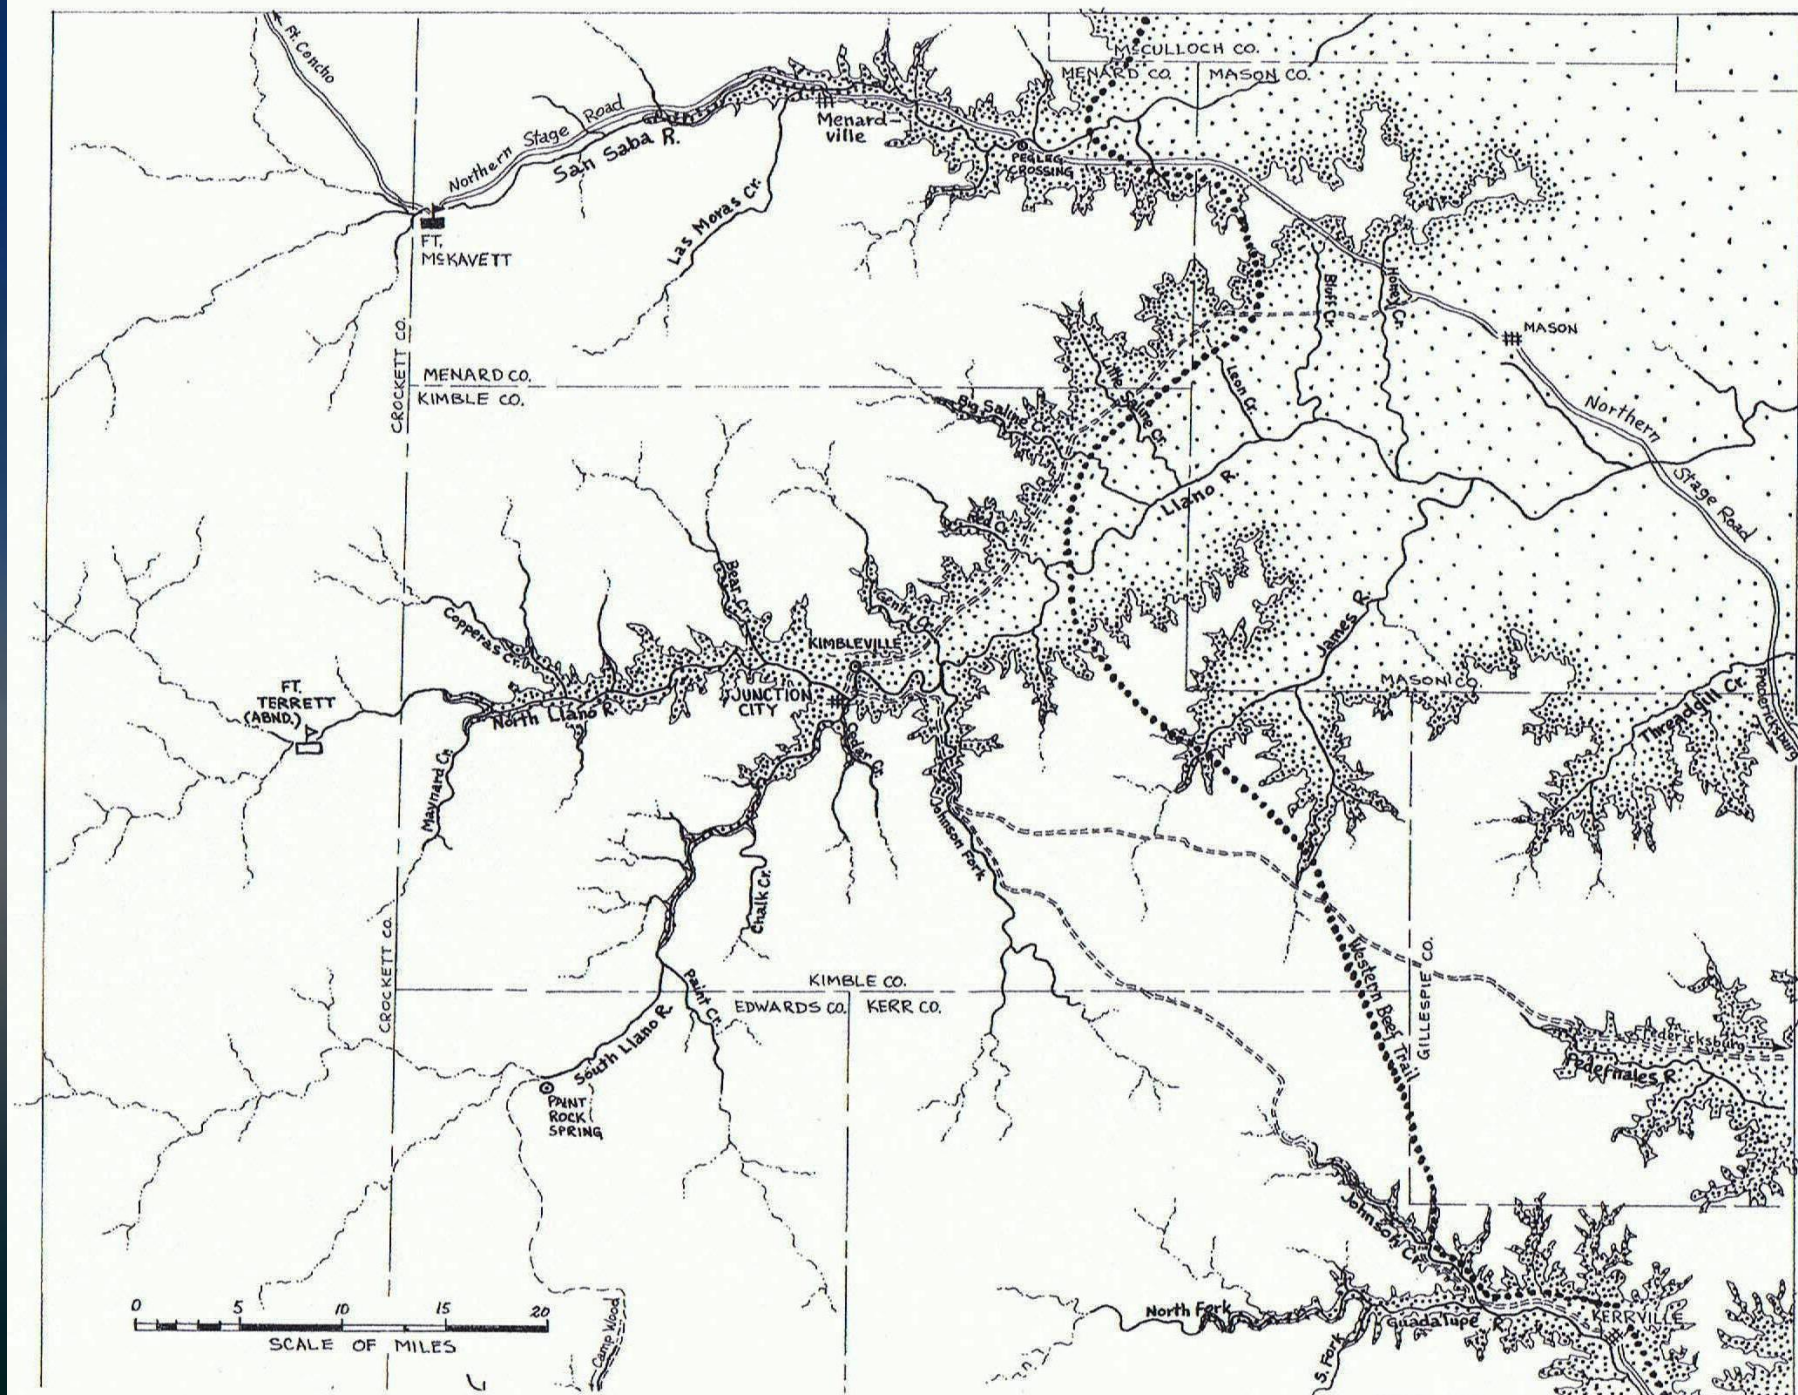 Ft. Concho
McCULLOCH CO.
MENARD CO.
MASON CO.
Northern Stage Road
San Saba R.
Menard-
ville
PEGLEG
CROSSING
Las Moras Cr.
FT.
McKAVETT
Bluff Cr.
Honey Cr.
MASON
CROCKETT CO.
MENARD CO.
KIMBLE CO.
Big Saline Cr.
Little Saline Cr.
Leon Cr.
Northern
Stage Road
Llano R.
Red Cr.
Bear Cr.
Gentry Cr.
Copperas Cr.
KIMBLEVILLE
James R.
FT.
TERRETT
(ABND.)
North Llano R.
JUNCTION
CITY
MASON CO.
Threadgill Cr.
Fredericksburg
Maynard Cr.
Cedar Cr.
Johnson Fork
Chalk Cr.
CROCKETT CO.
KIMBLE CO.
EDWARDS CO.
KERR CO.
Paint Cr.
South Llano R.
Western Beef Trail
GILLESPIE CO.
Fredericksburg
Pedernales R.
PAINT
ROCK
SPRING
Johnson Cr.
0 5 10 15 20
SCALE OF MILES
Camp Wood
North Fork
S. Fork
Guadalupe R.
KERRVILLE